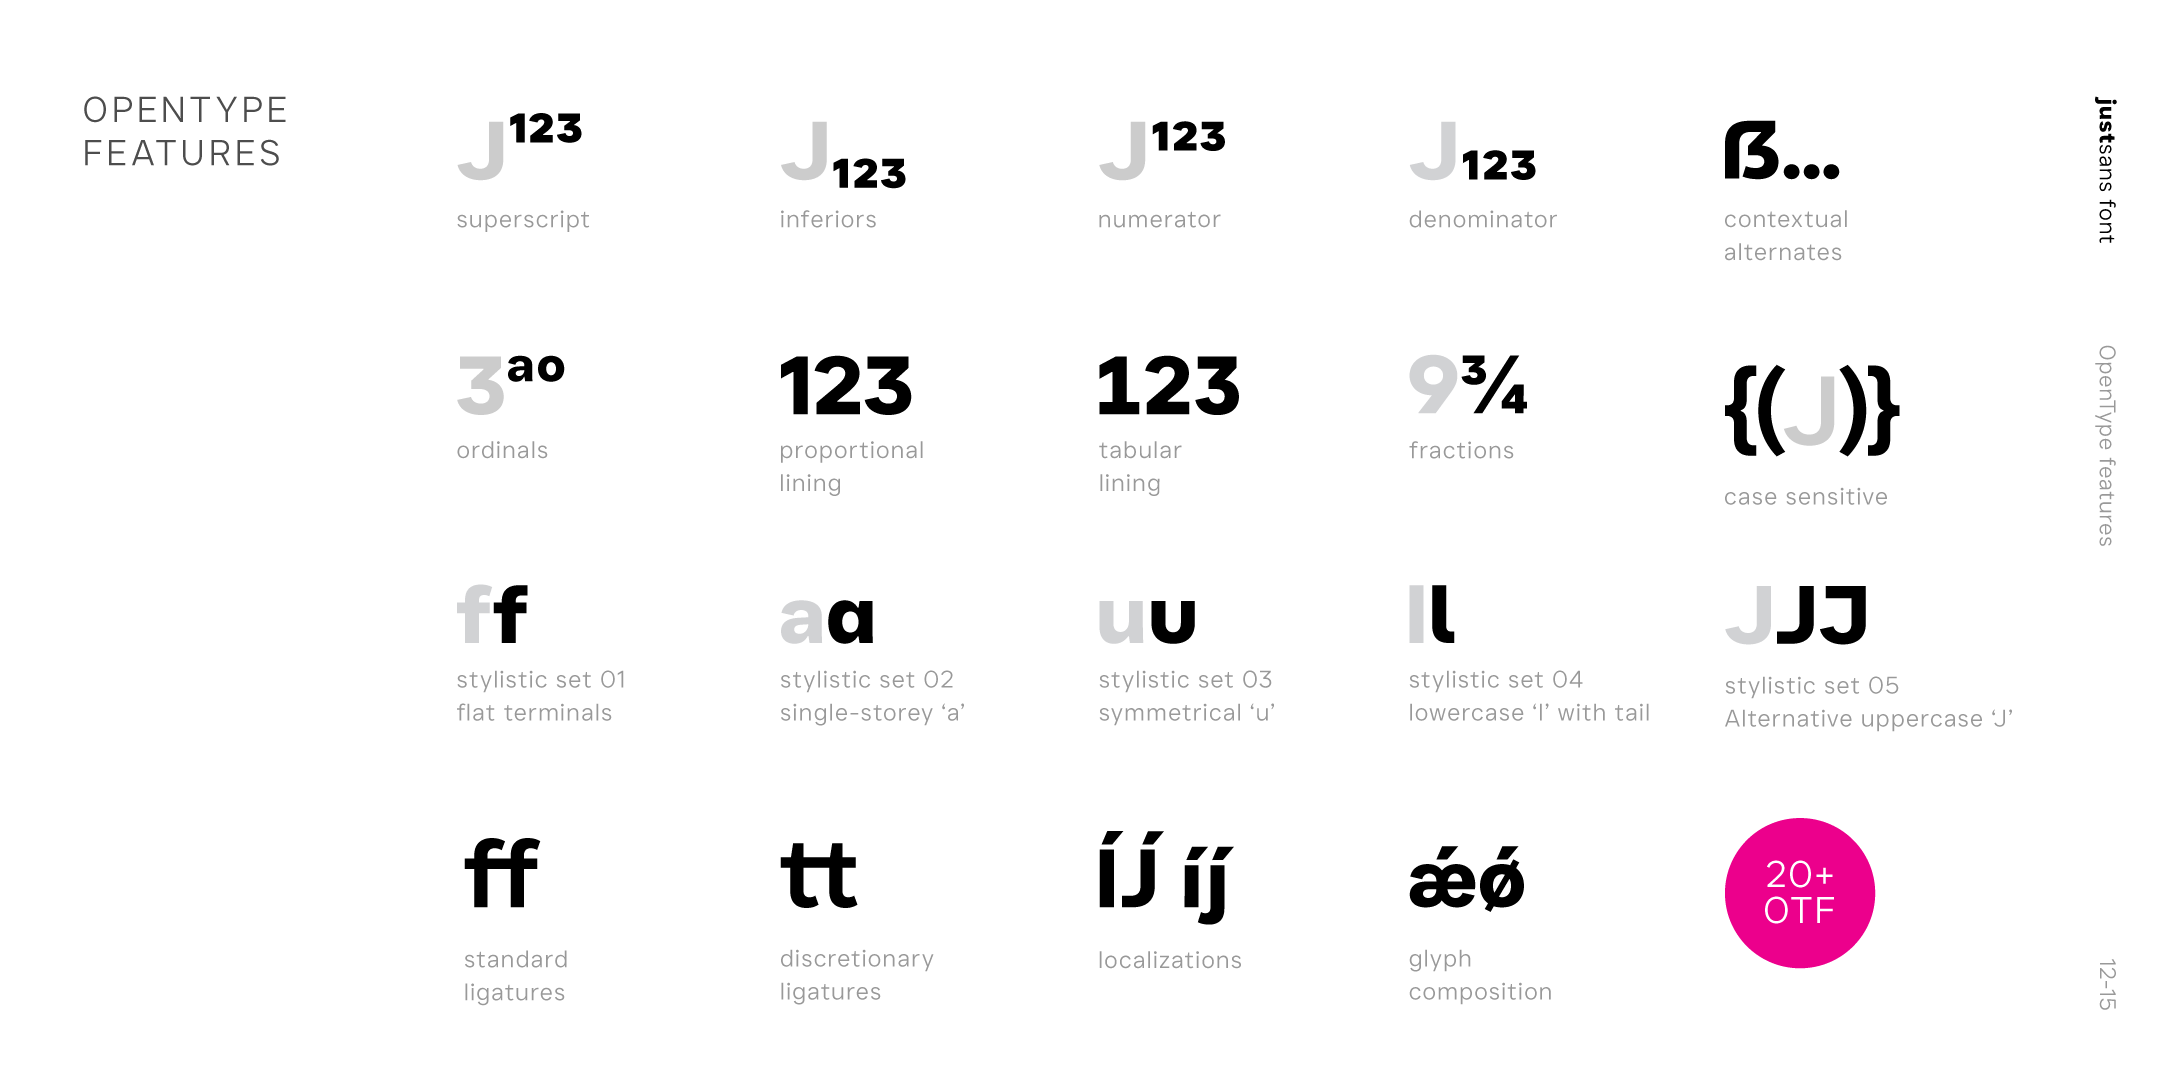 OPENTYPE
FEATURES
J¹²³
superscript
J₁₂₃
inferiors
J¹²³
numerator
J₁₂₃
denominator
ẞ...
contextual
alternates
3ªº
ordinals
123
proportional
lining
123
tabular
lining
9¾
fractions
{(J)}
case sensitive
ff
stylistic set 01
flat terminals
aa
stylistic set 02
single-storey ‘a’
uu
stylistic set 03
symmetrical ‘u’
ll
stylistic set 04
lowercase ‘l’ with tail
JJJ
stylistic set 05
Alternative uppercase ‘J’
ff
standard
ligatures
tt
discretionary
ligatures
ÍJ́ íj́
localizations
ǽǿ
glyph
composition
20+
OTF
justsans font
OpenType features
12-15